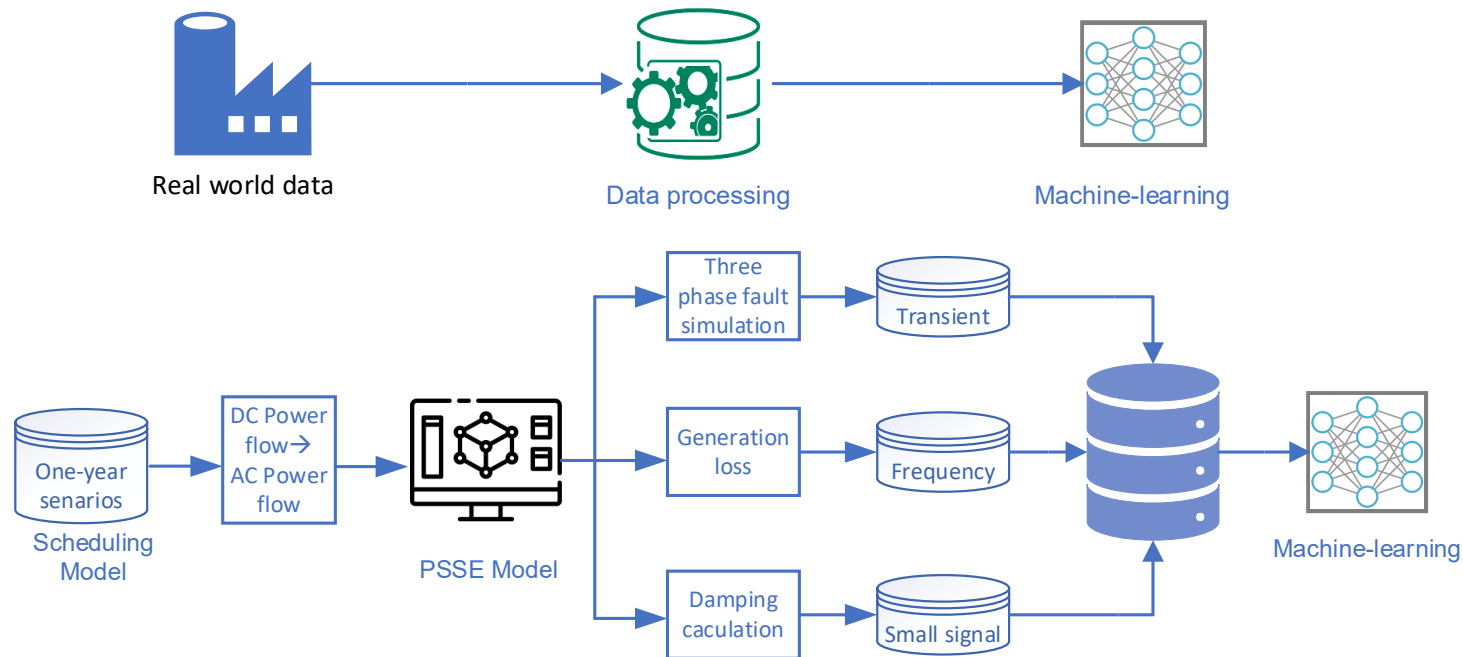 Real world data
Data processing
Machine-learning
Three
phase fault
simulation
Transient
One-year
senarios
Scheduling
Model
DC Power
flow→
AC Power
flow
PSSE Model
Generation
loss
Frequency
Damping
caculation
Small signal
Machine-learning